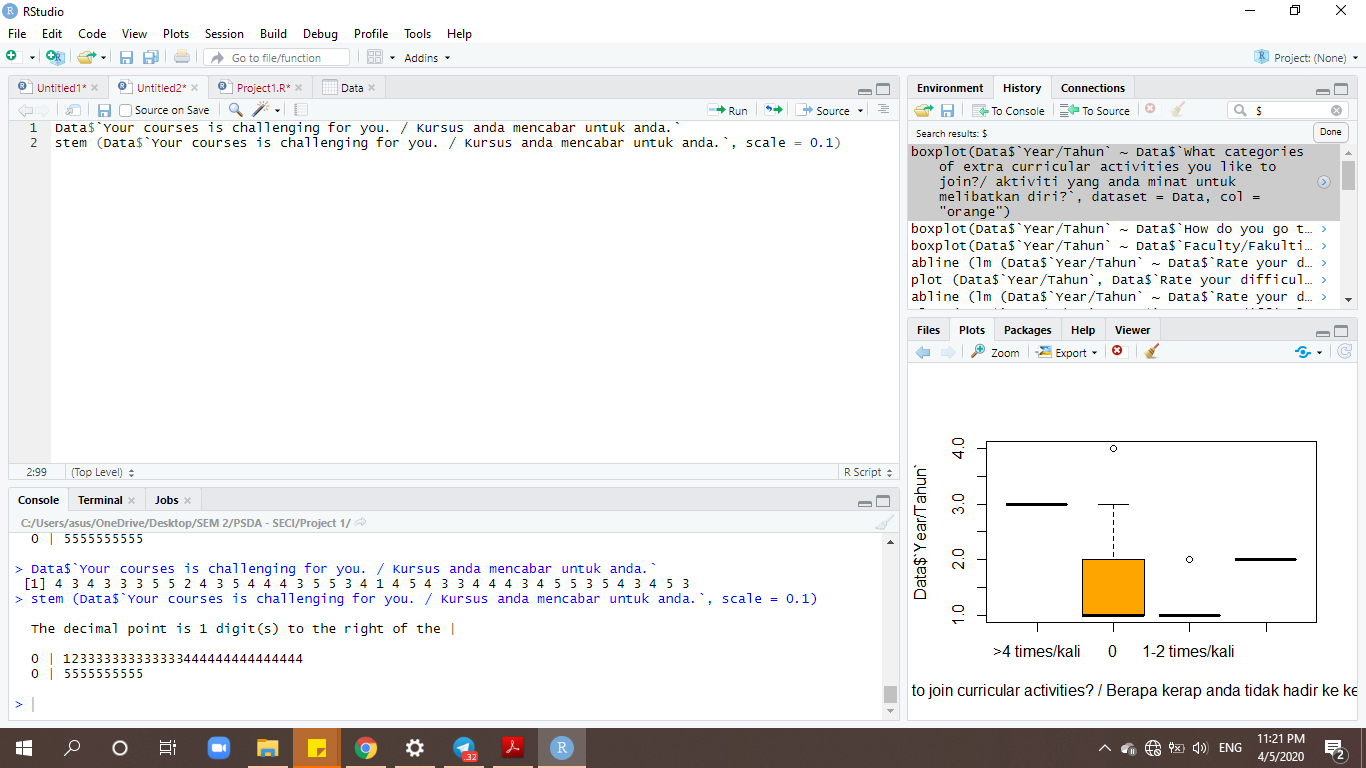 RStudio
File Edit Code View Plots Session Build Debug Profile Tools Help
Go to file/function Addins Project: (None)
Untitled1* Untitled2* Project1.R* Data
Source on Save Run Source
1 Data$`Your courses is challenging for you. / Kursus anda mencabar untuk anda.`
2 stem (Data$`Your courses is challenging for you. / Kursus anda mencabar untuk anda.`, scale = 0.1)
2:99 (Top Level) R Script
Console Terminal Jobs
C:/Users/asus/OneDrive/Desktop/SEM 2/PSDA - SECI/Project 1/
0 | 5555555555
> Data$`Your courses is challenging for you. / Kursus anda mencabar untuk anda.`
[1] 4 3 4 3 3 3 5 5 2 4 3 5 4 4 4 3 5 5 3 4 1 4 5 4 3 3 4 4 4 3 4 5 5 3 5 4 3 4 5 3
> stem (Data$`Your courses is challenging for you. / Kursus anda mencabar untuk anda.`, scale = 0.1)
The decimal point is 1 digit(s) to the right of the |
0 | 123333333333333444444444444444
0 | 5555555555
>
Environment History Connections
To Console To Source $
Search results: $ Done
boxplot(Data$`Year/Tahun` ~ Data$`What categories
of extra curricular activities you like to
join?/ aktiviti yang anda minat untuk
melibatkan diri?`, dataset = Data, col =
"orange")
boxplot(Data$`Year/Tahun` ~ Data$`How do you go t…
boxplot(Data$`Year/Tahun` ~ Data$`Faculty/Fakulti…
abline (lm (Data$`Year/Tahun` ~ Data$`Rate your d…
plot (Data$`Year/Tahun`, Data$`Rate your difficul…
abline (lm (Data$`Year/Tahun` ~ Data$`Rate your d…
Files Plots Packages Help Viewer
Zoom Export
Data$`Year/Tahun`
4.0
3.0
2.0
1.0
>4 times/kali 0 1-2 times/kali
to join curricular activities? / Berapa kerap anda tidak hadir ke ke
.32
ENG
11:21 PM
4/5/2020
2